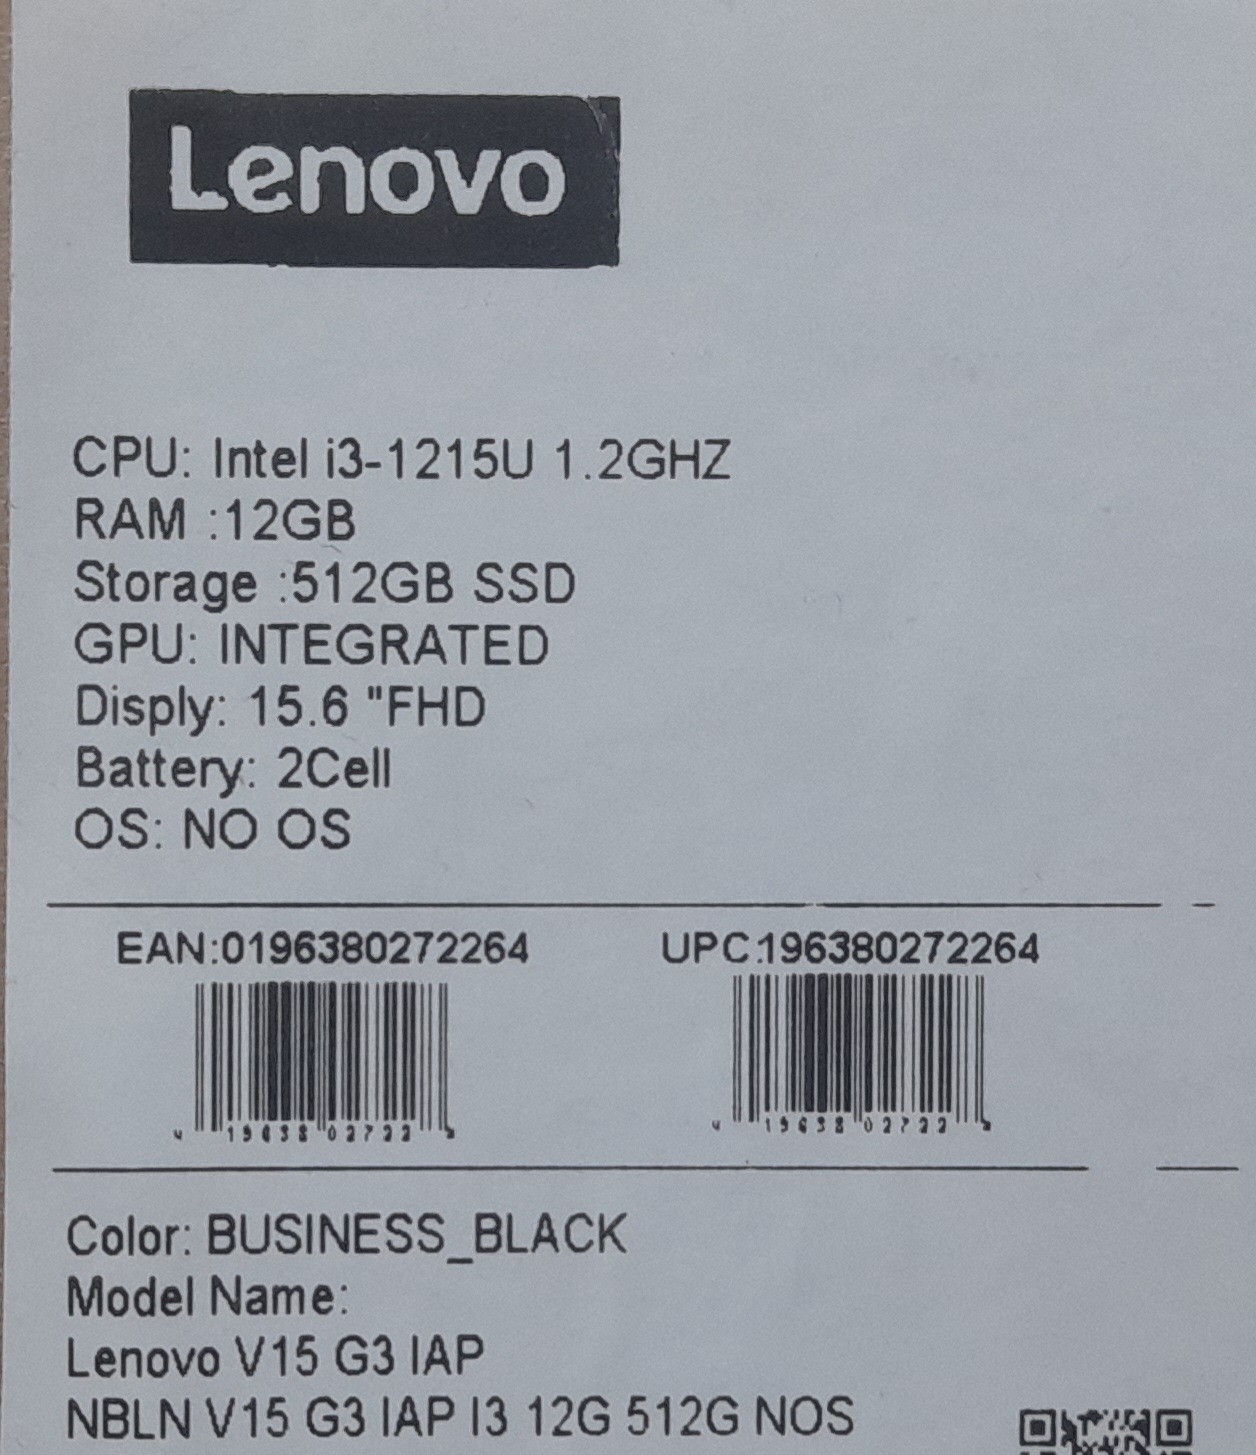 Lenovo
CPU: Intel i3-1215U 1.2GHZ
RAM :12GB
Storage :512GB SSD
GPU: INTEGRATED
Disply: 15.6 "FHD
Battery: 2Cell
OS: NO OS
EAN:0196380272264 UPC:196380272264
Color: BUSINESS_BLACK
Model Name:
Lenovo V15 G3 IAP
NBLN V15 G3 IAP I3 12G 512G NOS